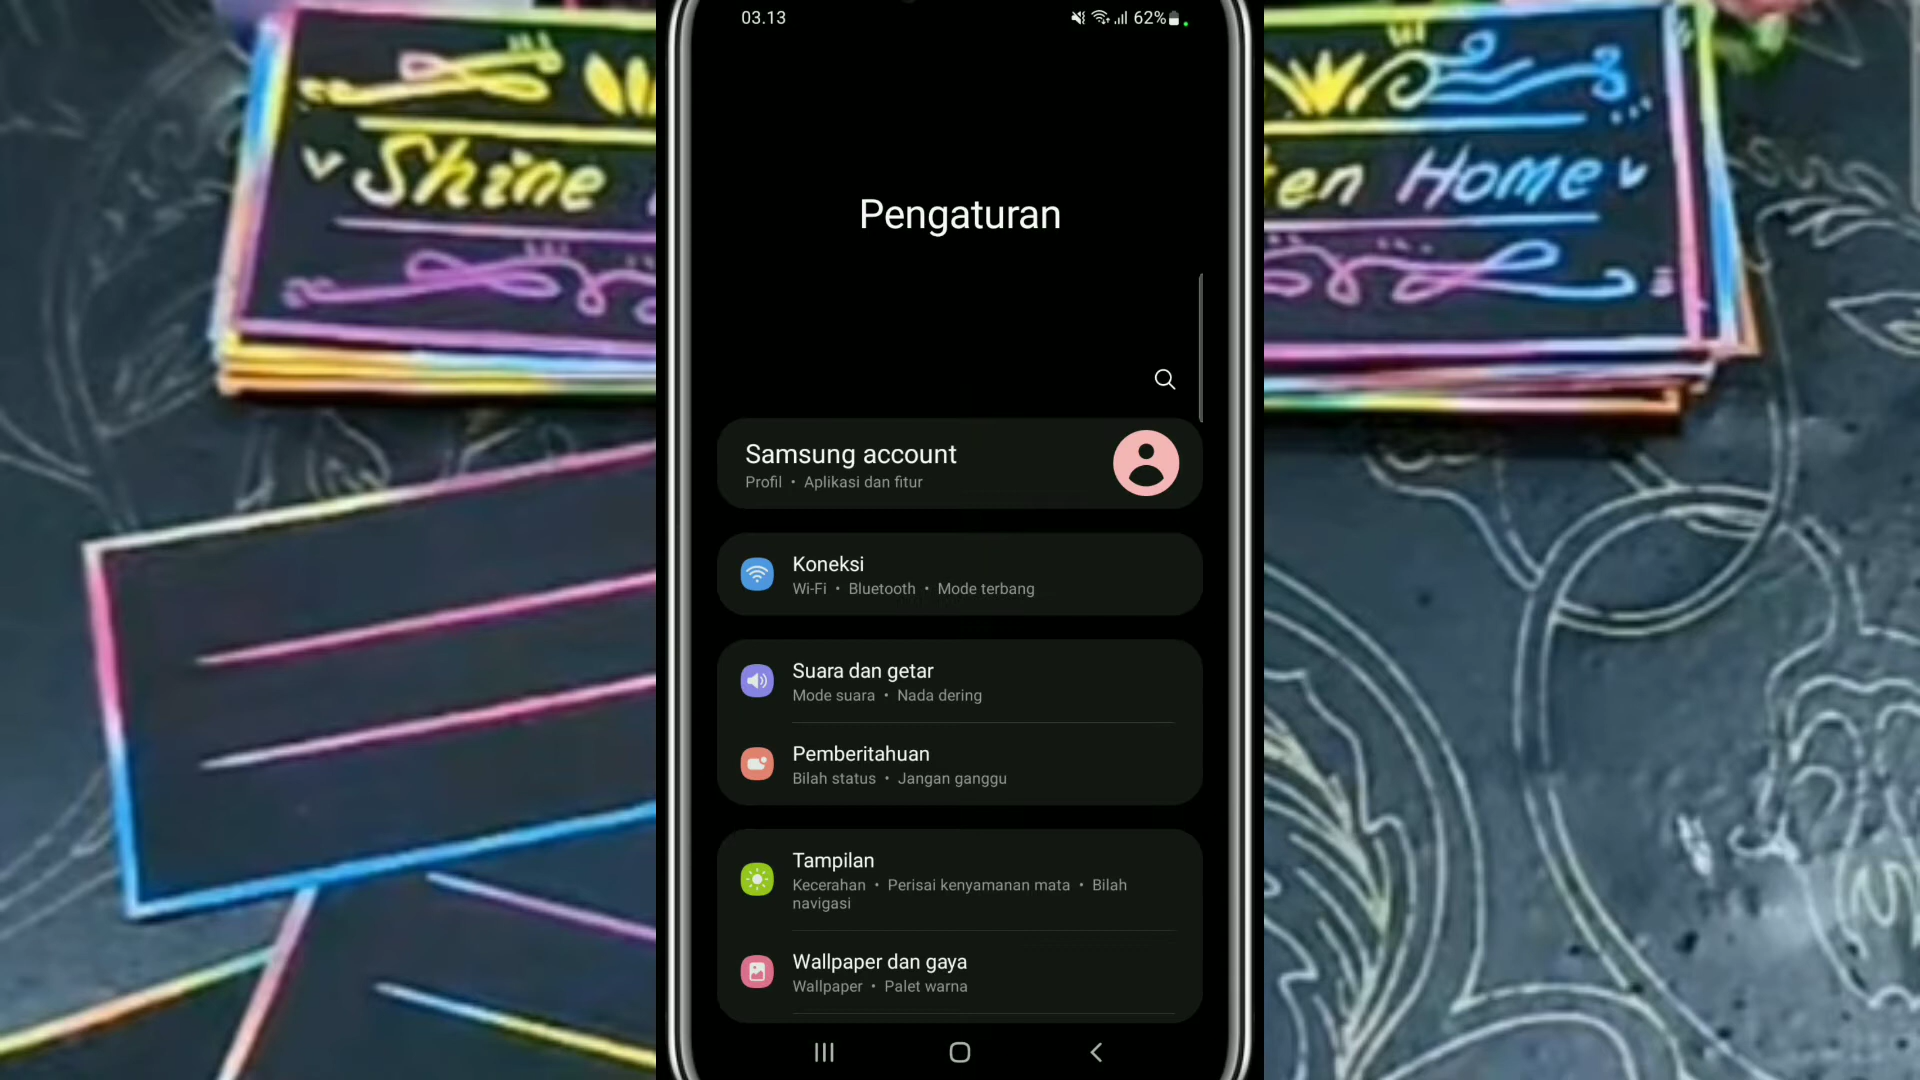 03.13
62%
Shine
ten Home
Pengaturan
Samsung account
Profil • Aplikasi dan fitur
Koneksi
Wi-Fi • Bluetooth • Mode terbang
Suara dan getar
Mode suara • Nada dering
Pemberitahuan
Bilah status • Jangan ganggu
Tampilan
Kecerahan • Perisai kenyamanan mata • Bilah
navigasi
Wallpaper dan gaya
Wallpaper • Palet warna